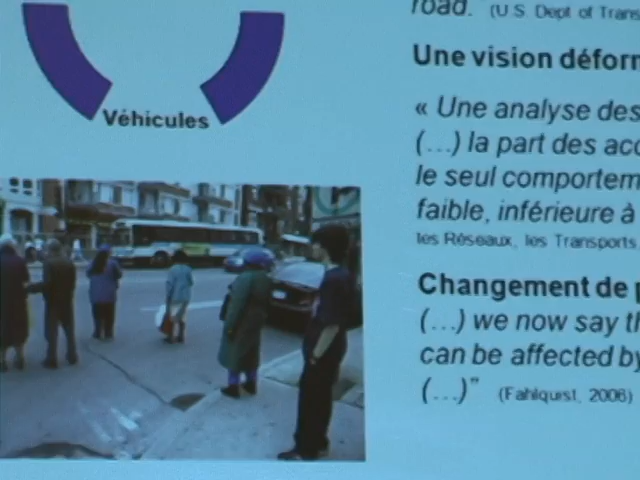 Véhicules
road." (U.S. Dept of Trans
Une vision déform
« Une analyse des
(...) la part des acc
le seul comportem
faible, inférieure à
les Réseaux, les Transports
Changement de p
(...) we now say th
can be affected by
(...)" (Fahlquist, 2006)